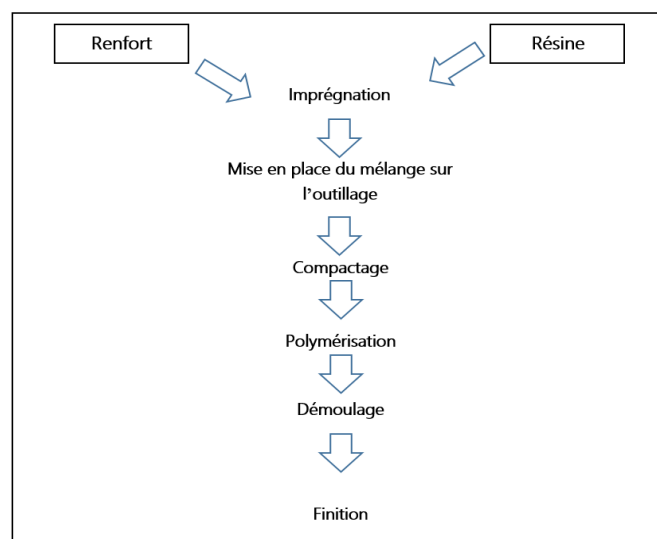 Renfort
Résine
Imprégnation
Mise en place du mélange sur
l'outillage
Compactage
Polymérisation
Démoulage
Finition